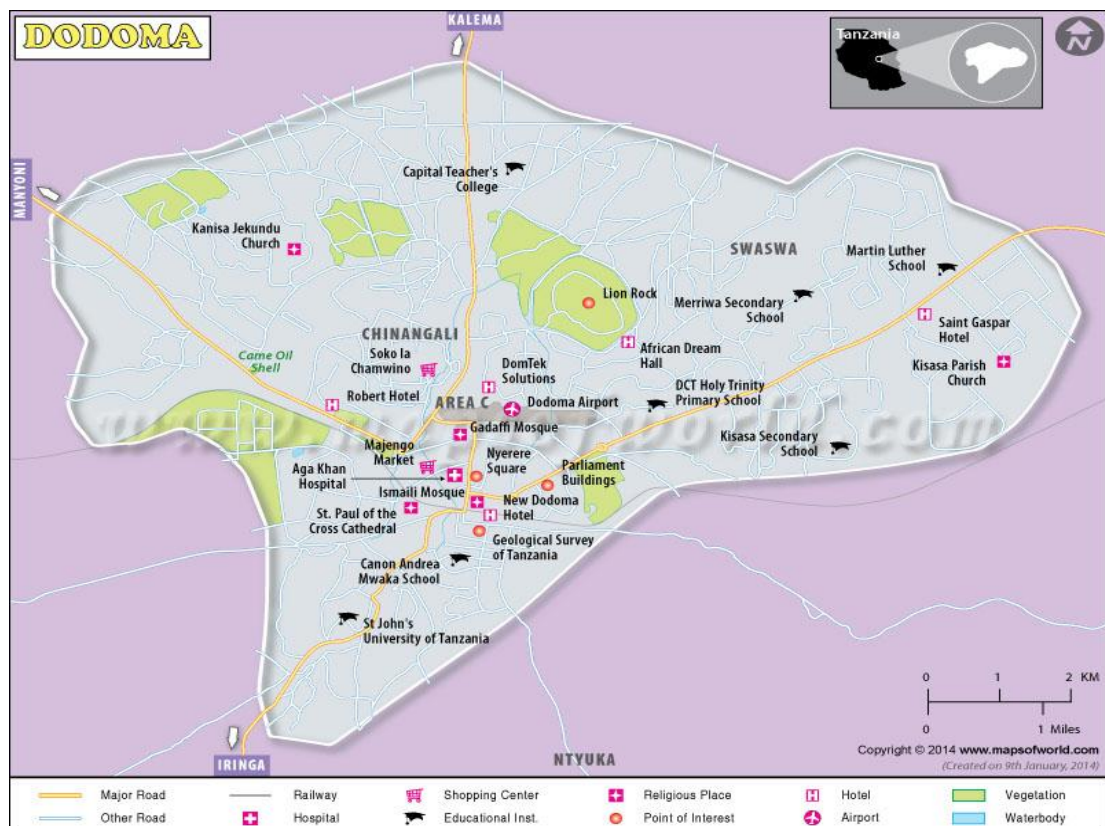 DODOMA
KALEMA
Tanzania
N
MANYONI
Capital Teacher's
College
Kanisa Jekundu
Church
SWASWA
Martin Luther
School
Lion Rock
Merriwa Secondary
School
CHINANGALI
Saint Gaspar
Hotel
African Dream
Hall
Came Oil
Shell
Soko la
Chamwino
DomTek
Solutions
Kisasa Parish
Church
Robert Hotel
DCT Holy Trinity
Primary School
AREA C
Dodoma Airport
www.mapsofworld.com
Gadaffi Mosque
Kisasa Secondary
School
Majengo
Market
Nyerere
Square
Parliament
Buildings
Aga Khan
Hospital
Ismaili Mosque
New Dodoma
Hotel
St. Paul of the
Cross Cathedral
Geological Survey
of Tanzania
Canon Andrea
Mwaka School
St John's
University of Tanzania
0 1 2 KM
0 1 Miles
IRINGA
NTYUKA
Copyright © 2014 www.mapsofworld.com
(Created on 9th January, 2014)
Major Road Railway Shopping Center Religious Place Hotel Vegetation
Other Road Hospital Educational Inst. Point of Interest Airport Waterbody